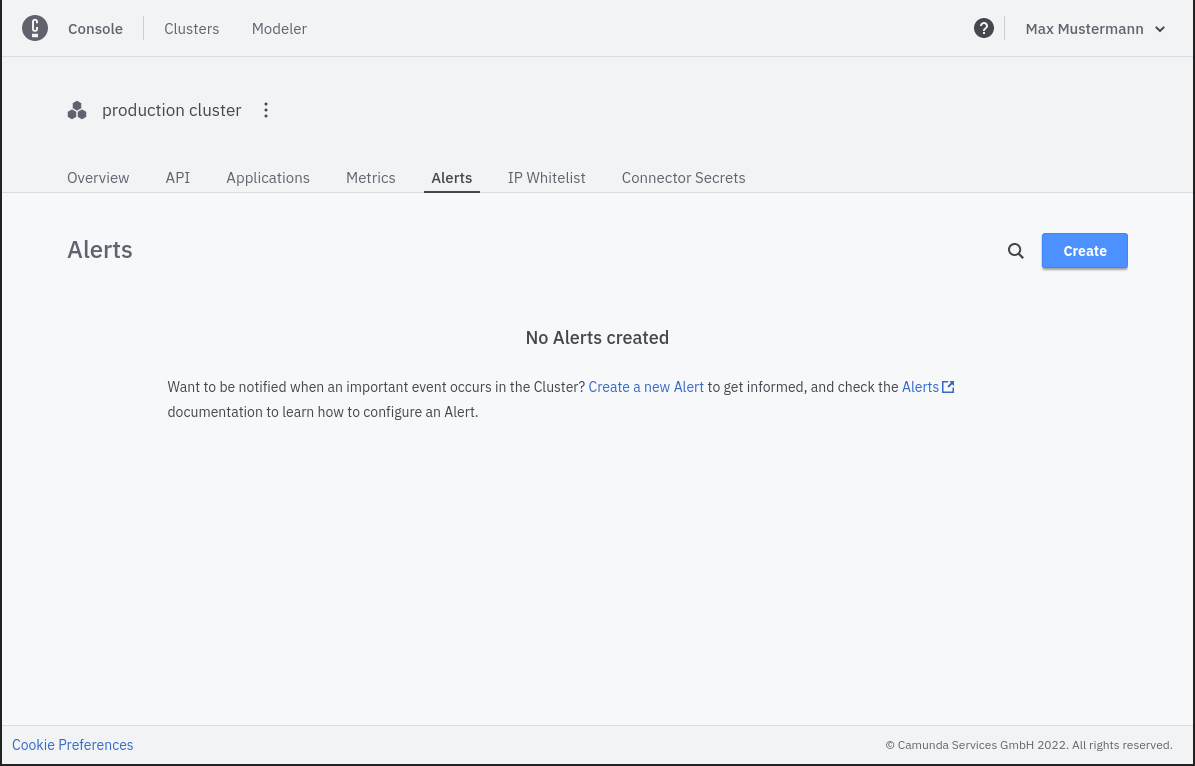 Console Clusters Modeler ? Max Mustermann
production cluster
Overview API Applications Metrics Alerts IP Whitelist Connector Secrets
Alerts Create
No Alerts created
Want to be notified when an important event occurs in the Cluster? Create a new Alert to get informed, and check the Alerts
documentation to learn how to configure an Alert.
Cookie Preferences © Camunda Services GmbH 2022. All rights reserved.